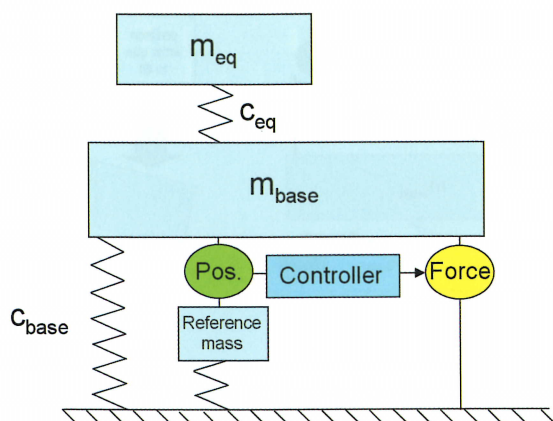 m_eq
c_eq
m_base
Pos.
Controller
Force
c_base
Reference
mass